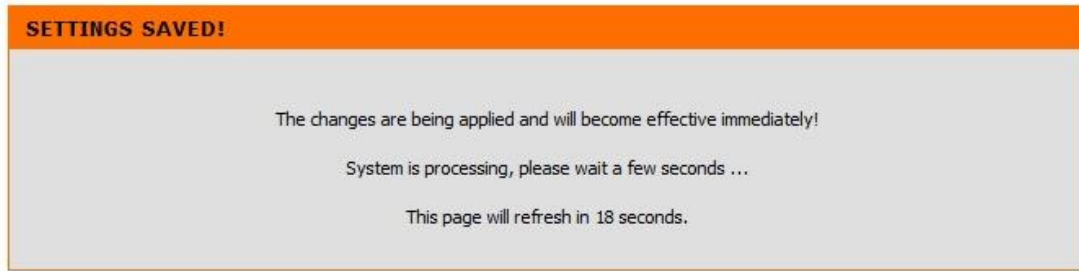 SETTINGS SAVED!
The changes are being applied and will become effective immediately!
System is processing, please wait a few seconds ...
This page will refresh in 18 seconds.